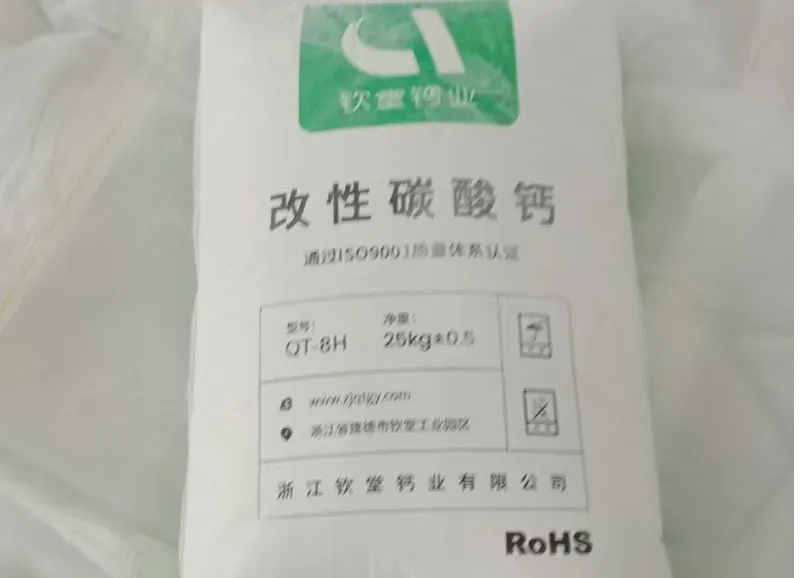 钦堂钙业
改性碳酸钙
通过ISO9001质量体系认证
型号: 净重:
QT-8H 25kg±0.5
www.zjqtgy.com
浙江省建德市钦堂工业园区
浙江钦堂钙业有限公司
RoHS